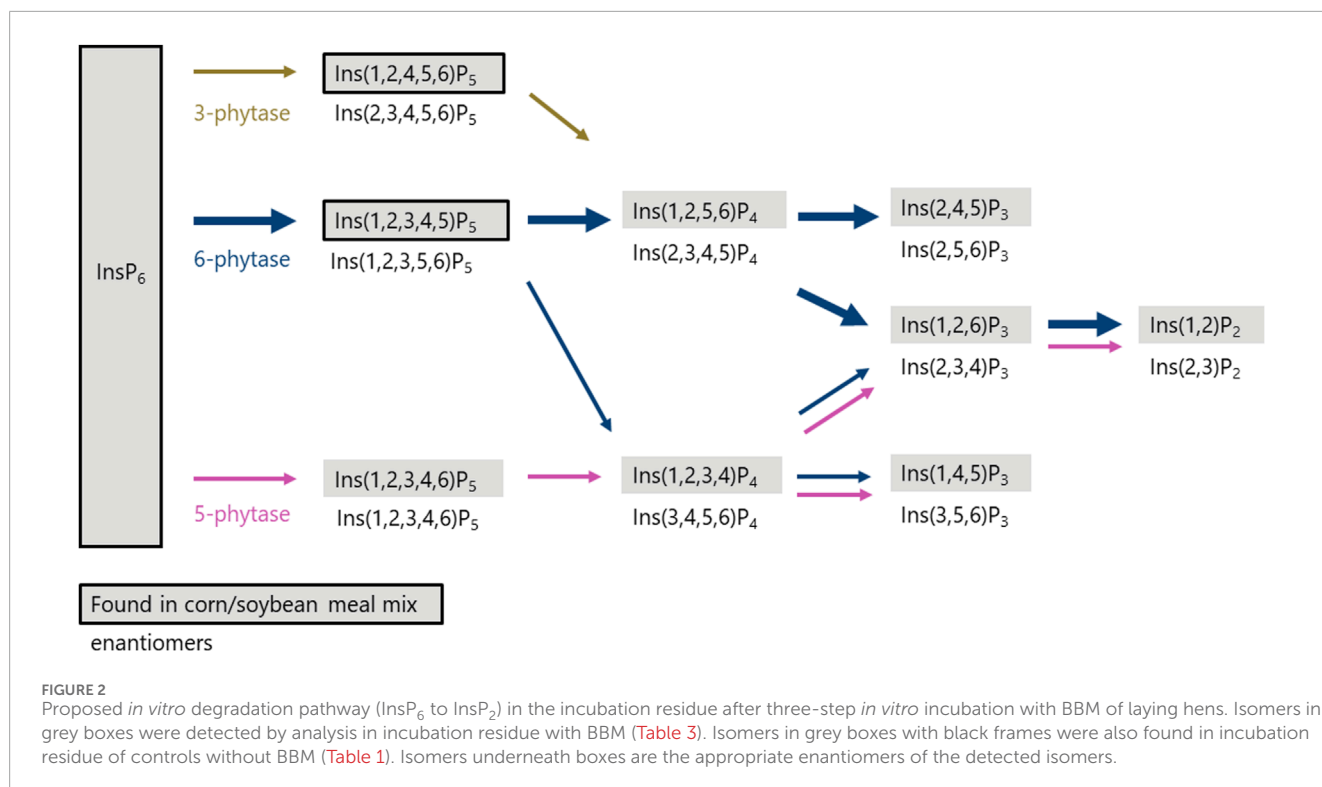 InsP₆
3-phytase
Ins(1,2,4,5,6)P₅
Ins(2,3,4,5,6)P₅
6-phytase
Ins(1,2,3,4,5)P₅
Ins(1,2,3,5,6)P₅
Ins(1,2,5,6)P₄
Ins(2,3,4,5)P₄
Ins(2,4,5)P₃
Ins(2,5,6)P₃
Ins(1,2,6)P₃
Ins(2,3,4)P₃
Ins(1,2)P₂
Ins(2,3)P₂
5-phytase
Ins(1,2,3,4,6)P₅
Ins(1,2,3,4,6)P₅
Ins(1,2,3,4)P₄
Ins(3,4,5,6)P₄
Ins(1,4,5)P₃
Ins(3,5,6)P₃
Found in corn/soybean meal mix
enantiomers
FIGURE 2
Proposed in vitro degradation pathway (InsP₆ to InsP₂) in the incubation residue after three-step in vitro incubation with BBM of laying hens. Isomers in
grey boxes were detected by analysis in incubation residue with BBM (Table 3). Isomers in grey boxes with black frames were also found in incubation
residue of controls without BBM (Table 1). Isomers underneath boxes are the appropriate enantiomers of the detected isomers.